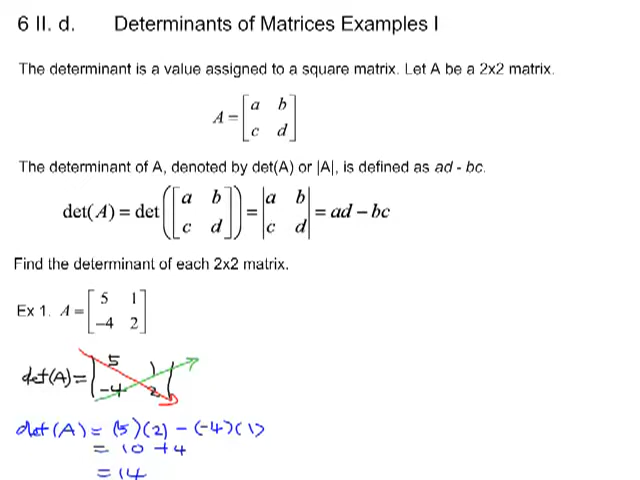 6 II. d. Determinants of Matrices Examples I
The determinant is a value assigned to a square matrix. Let A be a 2x2 matrix.
A = [a b
c d]
The determinant of A, denoted by det(A) or |A|, is defined as ad - bc.
det(A) = det([a b
c d]) = |a b
c d| = ad − bc
Find the determinant of each 2x2 matrix.
Ex 1. A = [5 1
−4 2]
det(A) = |5 1
-4 2|
det(A) = (5)(2) - (-4)(1)
= 10 + 4
= 14